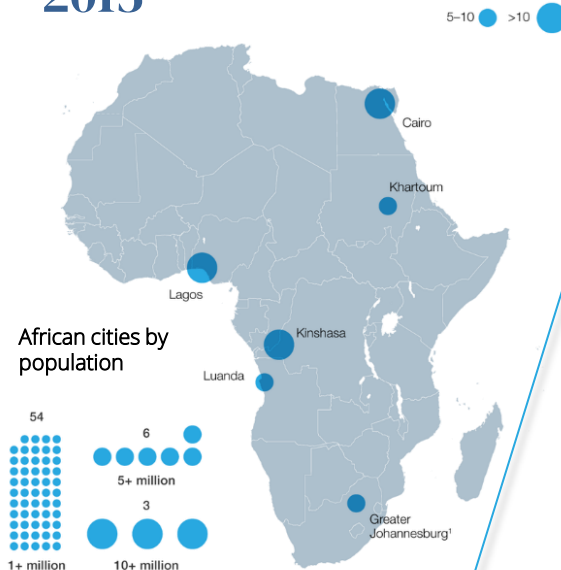 2015
5–10 >10
Cairo
Khartoum
Lagos
Kinshasa
African cities by
population
Luanda
54
6
5+ million
3
Greater
Johannesburg¹
1+ million
10+ million